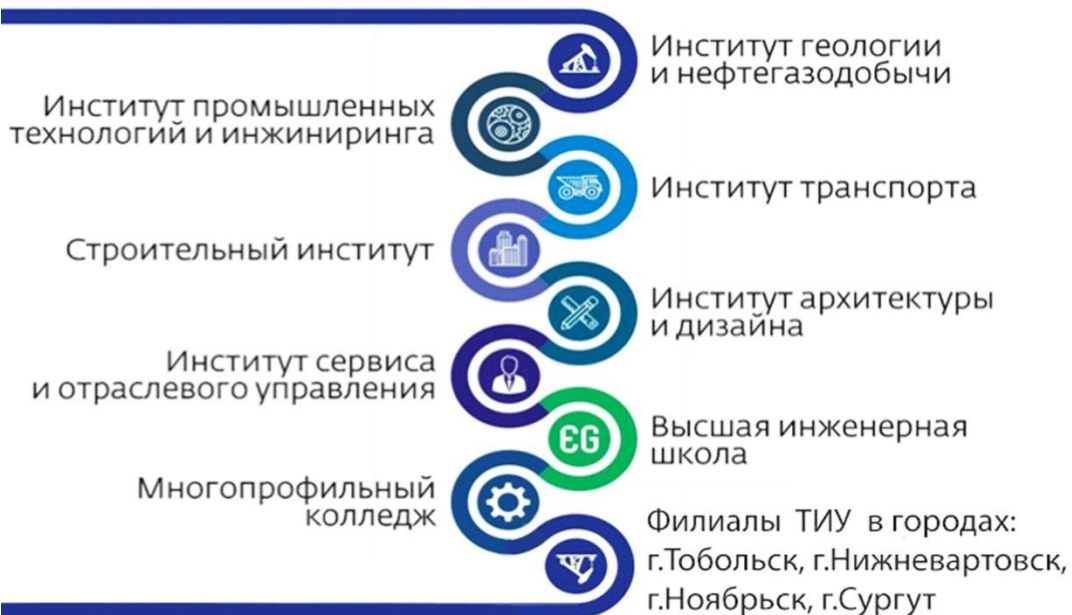 Институт геологии
и нефтегазодобычи
Институт промышленных
технологий и инжиниринга
Институт транспорта
Строительный институт
Институт архитектуры
и дизайна
Институт сервиса
и отраслевого управления
Высшая инженерная
школа
ЄG
Многопрофильный
колледж
Филиалы ТИУ в городах:
г.Тобольск, г.Нижневартовск,
г.Ноябрьск, г.Сургут